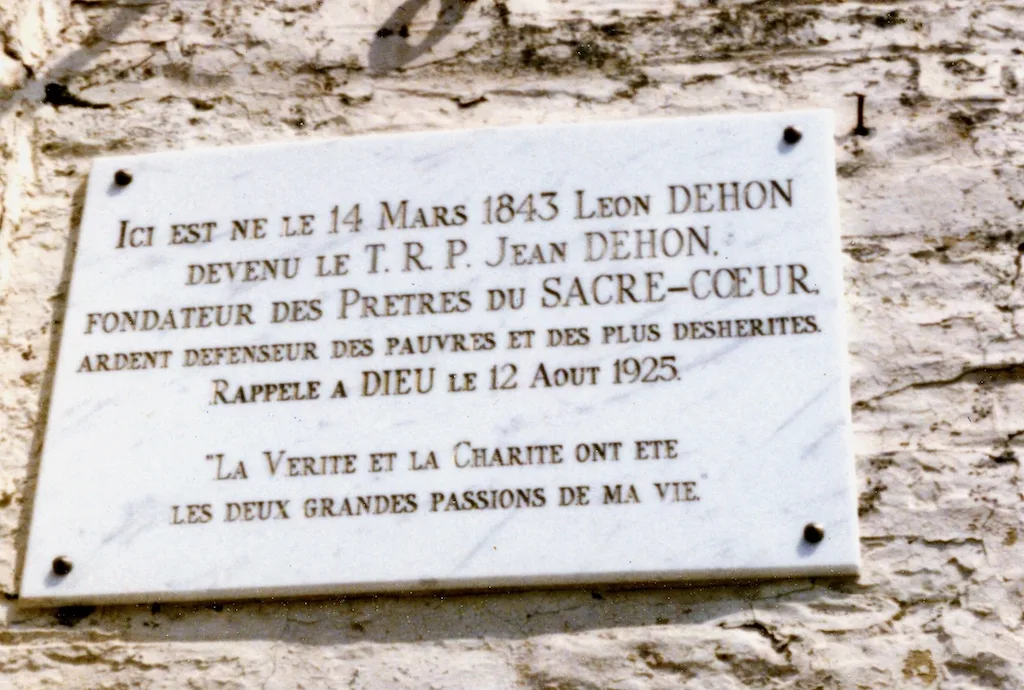 ICI EST NE LE 14 MARS 1843 LEON DEHON
DEVENU LE T. R. P. JEAN DEHON,
FONDATEUR DES PRETRES DU SACRE-CŒUR,
ARDENT DEFENSEUR DES PAUVRES ET DES PLUS DESHERITES.
RAPPELE A DIEU LE 12 AOUT 1925.
"LA VERITE ET LA CHARITE ONT ETE
LES DEUX GRANDES PASSIONS DE MA VIE."